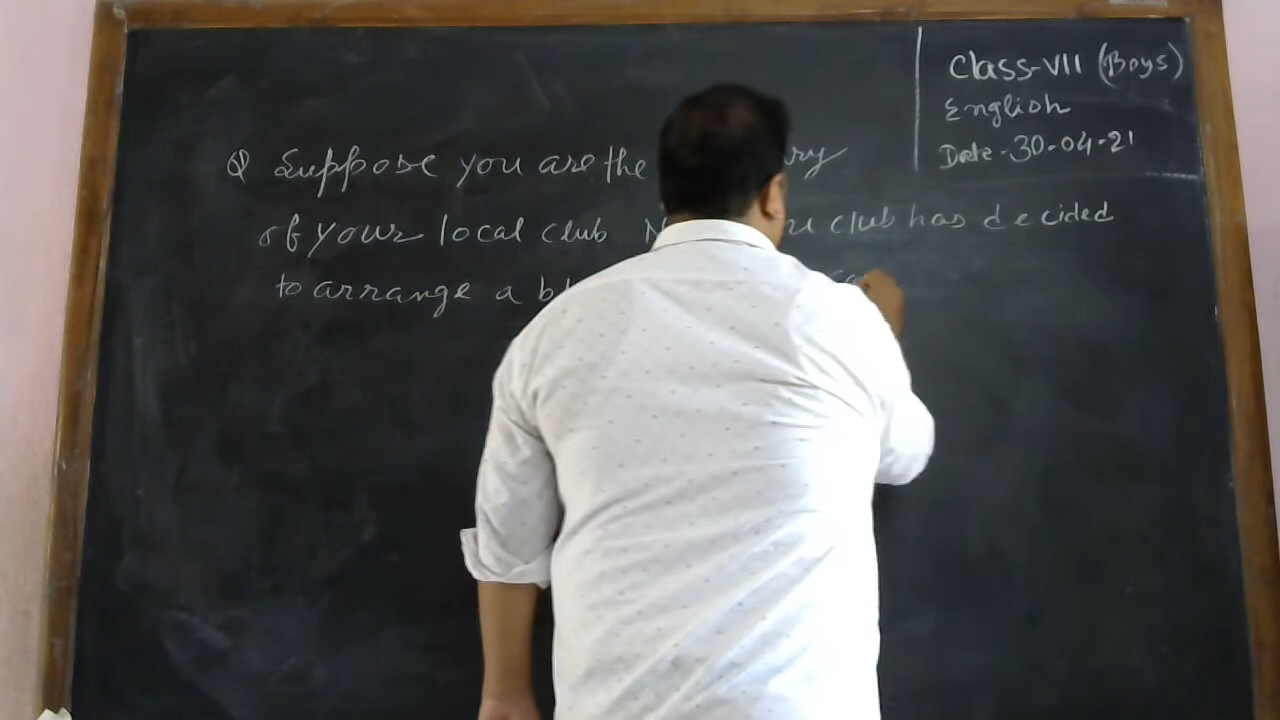 Class-VII (Boys)
English
Date-30-04-21
Q Suppose you are the
of your local club club has decided
to arrange a